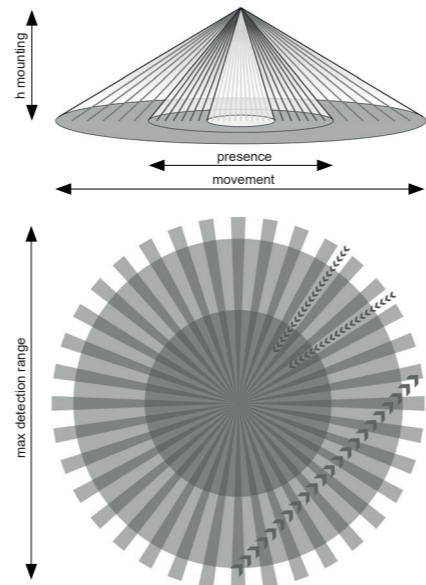 h mounting
presence
movement
max detection range